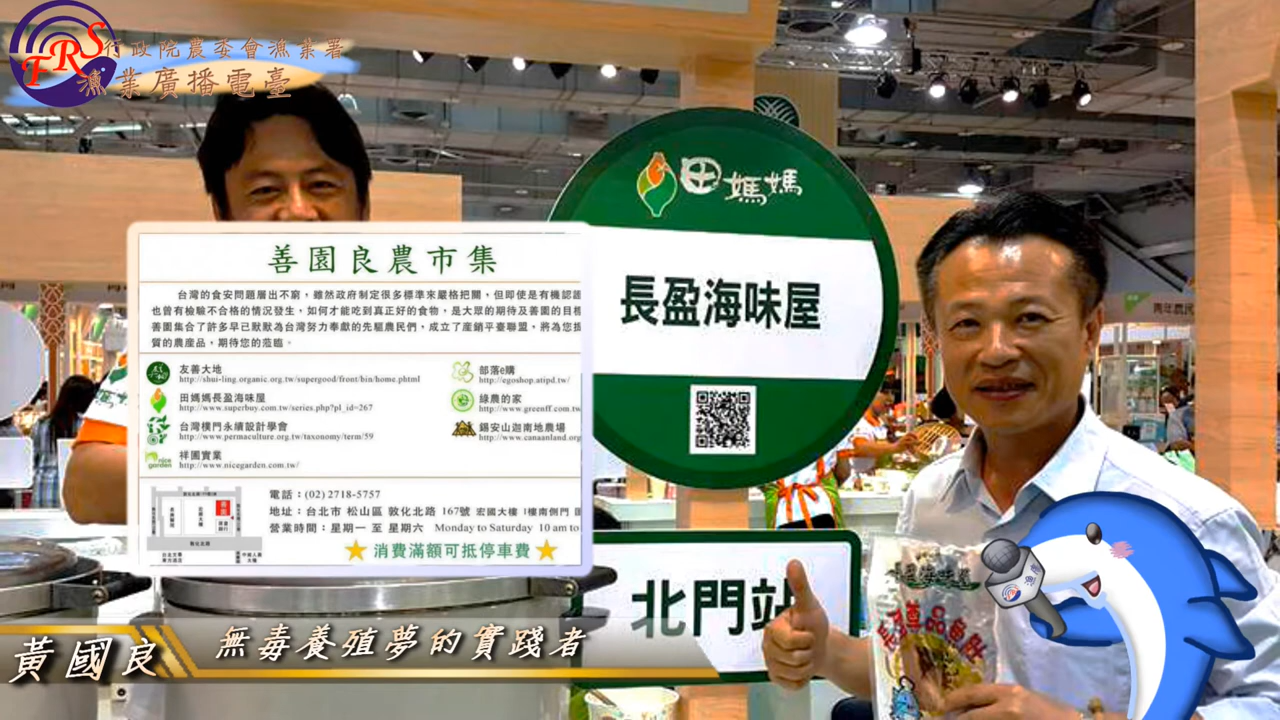 FRS
行政院農委會漁業署
漁業廣播電臺
田媽媽
長盈海味屋
北門站
善園良農市集
台灣的食安問題層出不窮，雖然政府制定很多標準來嚴格把關，但即使是有機認證
也曾有檢驗不合格的情況發生，如何才能吃到真正好的食物，是大眾的期待及善園的目標
善園集合了許多早已默默為台灣努力奉獻的先驅農民們，成立了產銷平臺聯盟，將為您提
質的農產品，期待您的蒞臨。
友善大地
http://shui-ling.organic.org.tw/supergood/front/bin/home.phtml
田媽媽長盈海味屋
http://www.superbuy.com.tw/series.php?pl_id=267
台灣樸門永續設計學會
http://www.permaculture.org.tw/taxonomy/term/59
nice garden
祥圃實業
http://www.nicegarden.com.tw/
部落e購
http://egoshop.atipd.tw/
綠農的家
http://www.greenff.com.tw
錫安山迦南地農場
http://www.canaanland.org
電話：(02) 2718-5757
地址：台北市 松山區 敦化北路 167號 宏國大樓 1樓南側門
營業時間：星期一 至 星期六 Monday to Saturday 10 am to
消費滿額可抵停車費
青年農民
長盈海味屋
漁廣
黃國良
無毒養殖夢的實踐者